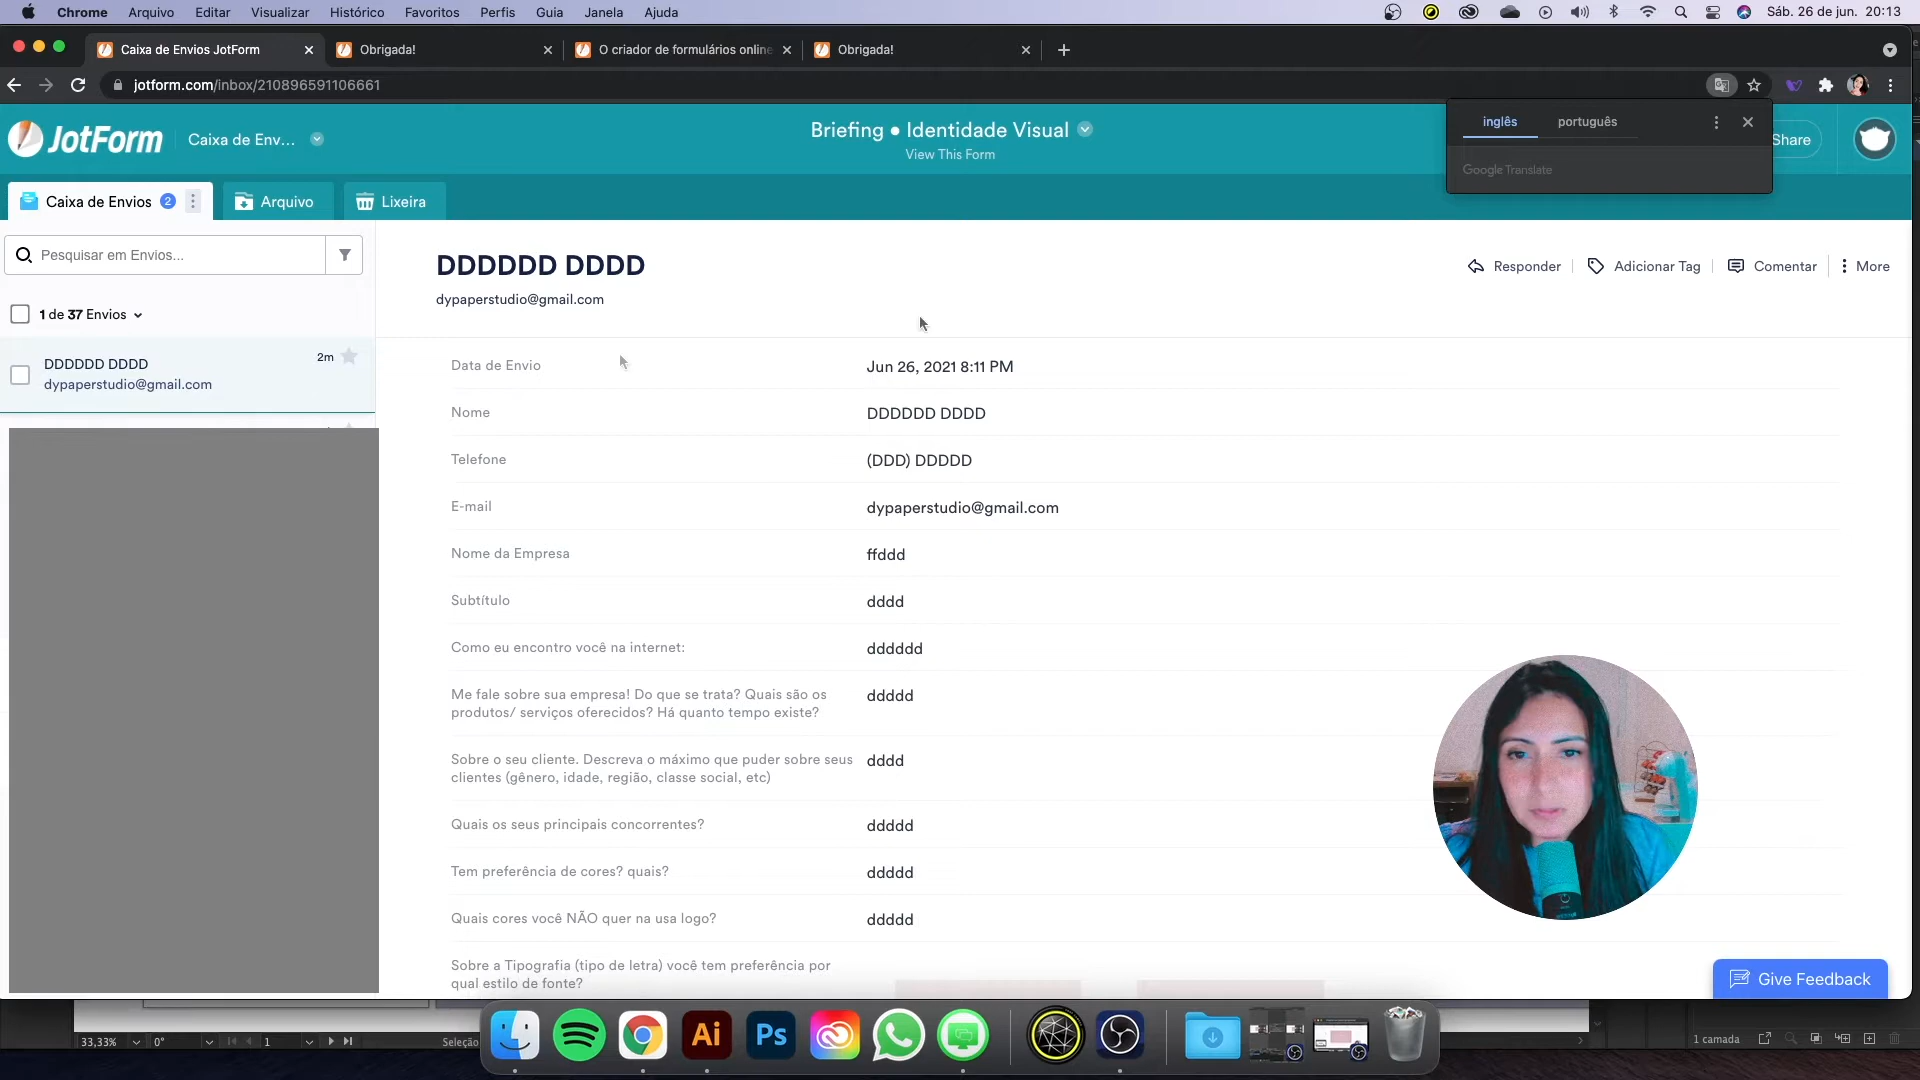 Chrome Arquivo Editar Visualizar Histórico Favoritos Perfis Guia Janela Ajuda Sáb. 26 de jun. 20:13
Caixa de Envios JotForm Obrigada! O criador de formulários online Obrigada!
jotform.com/inbox/210896591106661
JotForm Caixa de Env... Briefing • Identidade Visual
View This Form
inglês português
Google Translate
Share
Caixa de Envios 2 Arquivo Lixeira
Pesquisar em Envios...
1 de 37 Envios
DDDDDD DDDD 2m
dypaperstudio@gmail.com
DDDDDD DDDD
dypaperstudio@gmail.com
Responder Adicionar Tag Comentar More
Data de Envio Jun 26, 2021 8:11 PM
Nome DDDDDD DDDD
Telefone (DDD) DDDDD
E-mail dypaperstudio@gmail.com
Nome da Empresa ffddd
Subtítulo dddd
Como eu encontro você na internet: dddddd
Me fale sobre sua empresa! Do que se trata? Quais são os ddddd
produtos/ serviços oferecidos? Há quanto tempo existe?
Sobre o seu cliente. Descreva o máximo que puder sobre seus dddd
clientes (gênero, idade, região, classe social, etc)
Quais os seus principais concorrentes? ddddd
Tem preferência de cores? quais? ddddd
Quais cores você NÃO quer na usa logo? ddddd
Sobre a Tipografia (tipo de letra) você tem preferência por
qual estilo de fonte?
Give Feedback
33,33% 0° 1 Seleção
Ai Ps
1 camada